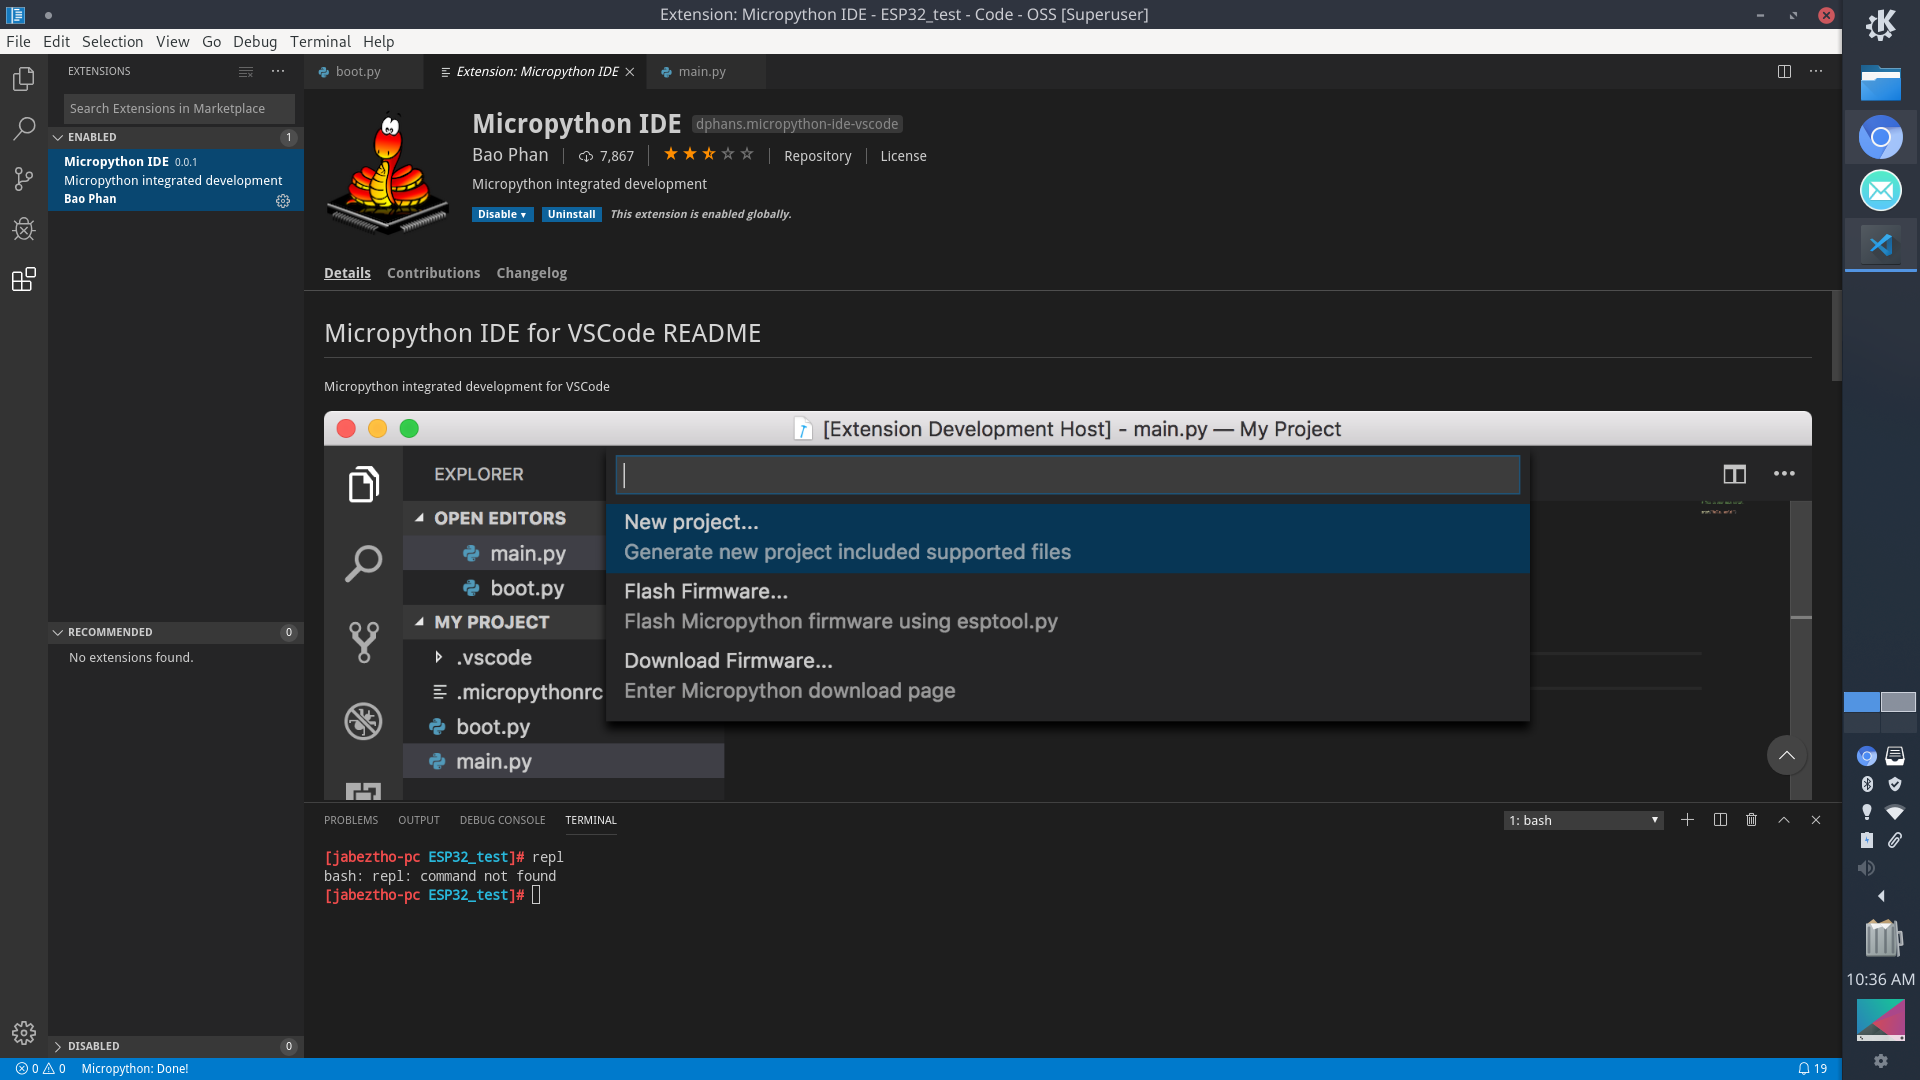 Extension: Micropython IDE - ESP32_test - Code - OSS [Superuser]
File Edit Selection View Go Debug Terminal Help
EXTENSIONS
Search Extensions in Marketplace
ENABLED 1
Micropython IDE 0.0.1
Micropython integrated development
Bao Phan
RECOMMENDED 0
No extensions found.
DISABLED 0
boot.py
Extension: Micropython IDE
main.py
Micropython IDE dphans.micropython-ide-vscode
Bao Phan 7,867 Repository License
Micropython integrated development
Disable Uninstall This extension is enabled globally.
Details Contributions Changelog
Micropython IDE for VSCode README
Micropython integrated development for VSCode
[Extension Development Host] - main.py — My Project
EXPLORER
OPEN EDITORS
main.py
boot.py
MY PROJECT
.vscode
.micropythonrc
boot.py
main.py
New project...
Generate new project included supported files
Flash Firmware...
Flash Micropython firmware using esptool.py
Download Firmware...
Enter Micropython download page
PROBLEMS OUTPUT DEBUG CONSOLE TERMINAL
1: bash
[jabeztho-pc ESP32_test]# repl
bash: repl: command not found
[jabeztho-pc ESP32_test]#
0 0 Micropython: Done!
19
10:36 AM